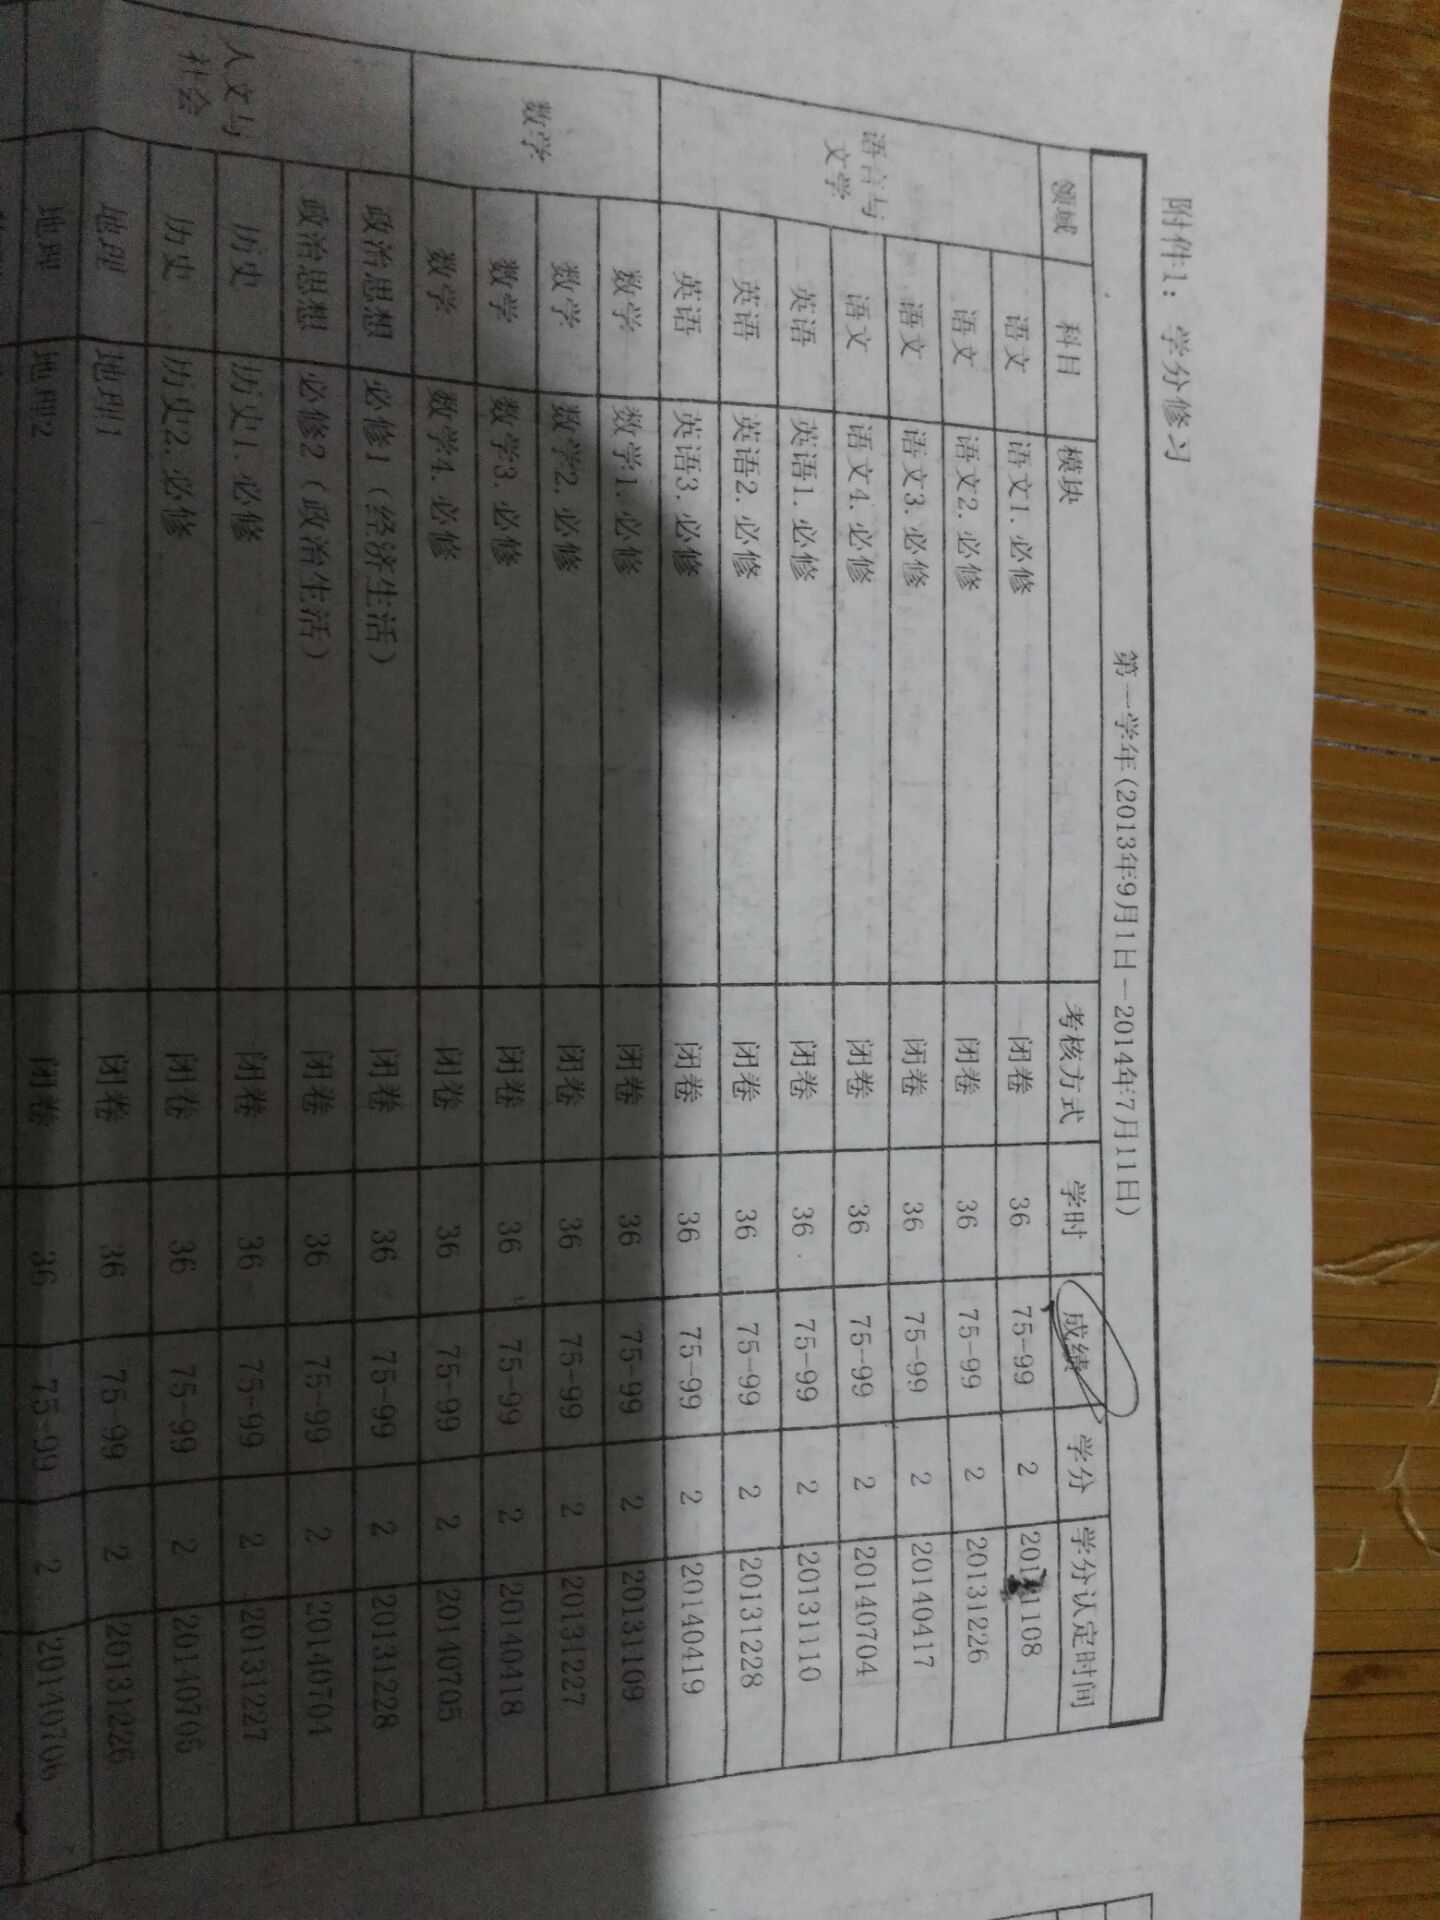 附件1：学分修习
第一学年(2013年9月1日—2014年7月11日)
领域 科目 模块 考核方式 学时 成绩 学分 学分认定时间
语言与文学 语文 语文1.必修 闭卷 36 75-99 2 1108
语文 语文2.必修 闭卷 36 75-99 2 20131226
语文 语文3.必修 闭卷 36 75-99 2 20140417
语文 语文4.必修 闭卷 36 75-99 2 20140704
英语 英语1.必修 闭卷 36 75-99 2 20131110
英语 英语2.必修 闭卷 36 75-99 2 20131228
英语 英语3.必修 闭卷 36 75-99 2 20140419
数学 数学 数学1.必修 闭卷 36 75-99 2 20131109
数学 数学2.必修 闭卷 36 75-99 2 20131227
数学 数学3.必修 闭卷 36 75-99 2 20140418
数学 数学4.必修 闭卷 36 75-99 2 20140705
人文与社会 政治思想 必修1（经济生活） 闭卷 36 75-99 2 20131228
政治思想 必修2（政治生活） 闭卷 36 75-99 2 20140704
历史 历史1.必修 闭卷 36 75-99 2 20131227
历史 历史2.必修 闭卷 36 75-99 2 20140705
地理 地理1 闭卷 36 75-99 2 20131226
地理 地理2 闭卷 36 75-99 2 20140706